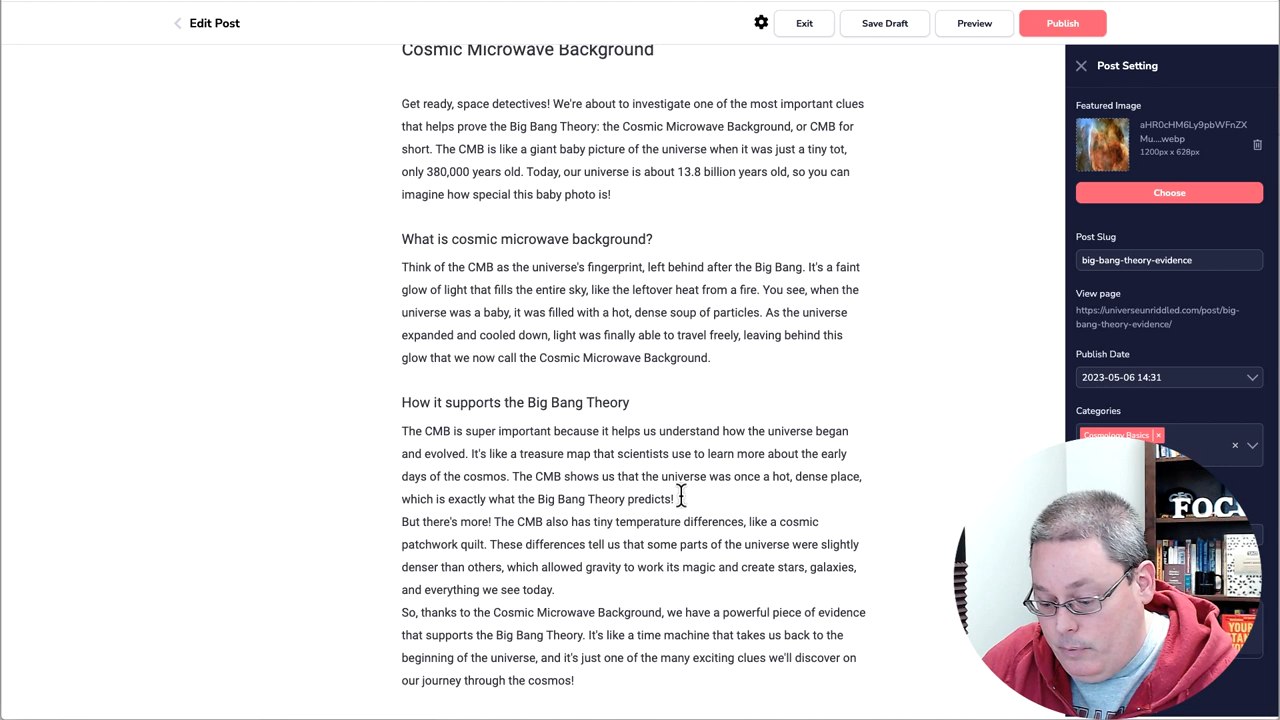 Edit Post
Exit
Save Draft
Preview
Publish
Cosmic Microwave Background
Get ready, space detectives! We're about to investigate one of the most important clues
that helps prove the Big Bang Theory: the Cosmic Microwave Background, or CMB for
short. The CMB is like a giant baby picture of the universe when it was just a tiny tot,
only 380,000 years old. Today, our universe is about 13.8 billion years old, so you can
imagine how special this baby photo is!
What is cosmic microwave background?
Think of the CMB as the universe's fingerprint, left behind after the Big Bang. It's a faint
glow of light that fills the entire sky, like the leftover heat from a fire. You see, when the
universe was a baby, it was filled with a hot, dense soup of particles. As the universe
expanded and cooled down, light was finally able to travel freely, leaving behind this
glow that we now call the Cosmic Microwave Background.
How it supports the Big Bang Theory
The CMB is super important because it helps us understand how the universe began
and evolved. It's like a treasure map that scientists use to learn more about the early
days of the cosmos. The CMB shows us that the universe was once a hot, dense place,
which is exactly what the Big Bang Theory predicts!
But there's more! The CMB also has tiny temperature differences, like a cosmic
patchwork quilt. These differences tell us that some parts of the universe were slightly
denser than others, which allowed gravity to work its magic and create stars, galaxies,
and everything we see today.
So, thanks to the Cosmic Microwave Background, we have a powerful piece of evidence
that supports the Big Bang Theory. It's like a time machine that takes us back to the
beginning of the universe, and it's just one of the many exciting clues we'll discover on
our journey through the cosmos!
Post Setting
Featured Image
aHR0cHM6Ly9pbWFnZX
Mu....webp
1200px x 628px
Choose
Post Slug
big-bang-theory-evidence
View page
https://universeunriddled.com/post/big-
bang-theory-evidence/
Publish Date
2023-05-06 14:31
Categories
Cosmology Basics
FOC
YOUR